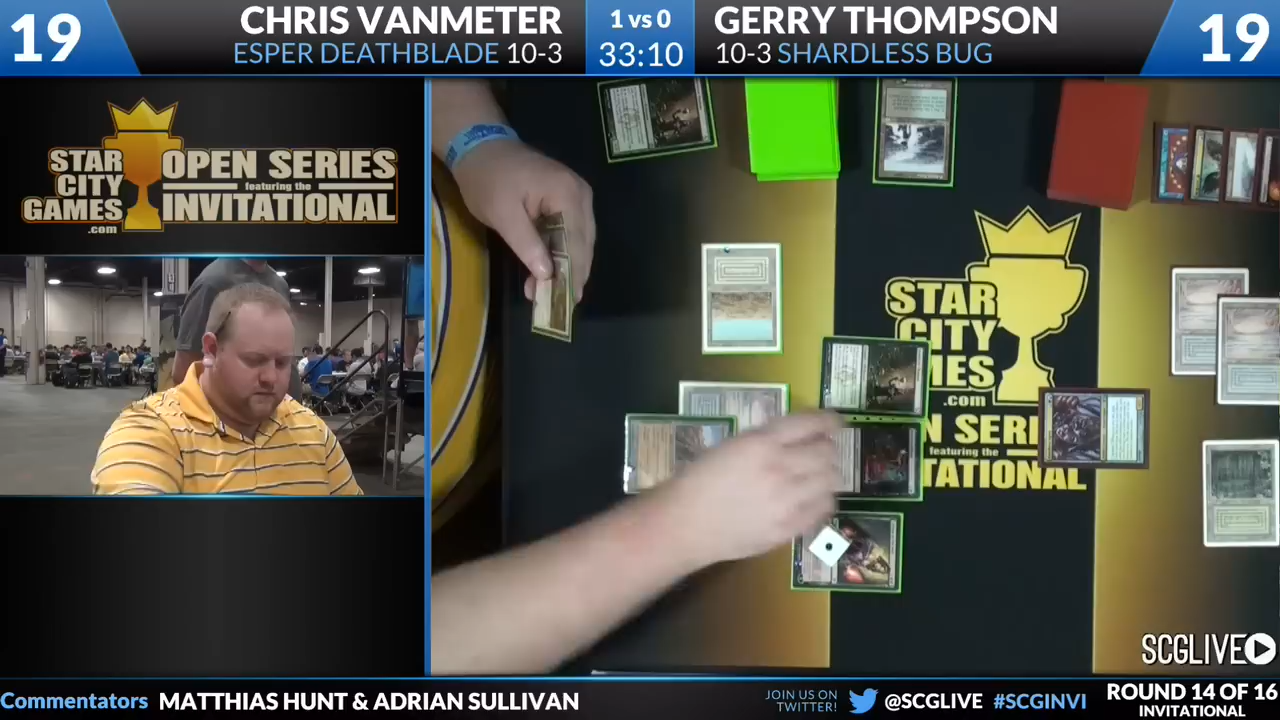 19
CHRIS VANMETER
ESPER DEATHBLADE 10-3
1 vs 0
33:10
GERRY THOMPSON
10-3 SHARDLESS BUG
19
STAR
CITY
GAMES
.com
OPEN SERIES
featuring the
INVITATIONAL
STAR
CITY
GAMES
.com
OPEN SERIES
featuring the
INVITATIONAL
SCGLIVE
Commentators MATTHIAS HUNT & ADRIAN SULLIVAN
JOIN US ON
TWITTER!
@SCGLIVE #SCGINVI
ROUND 14 OF 16
INVITATIONAL